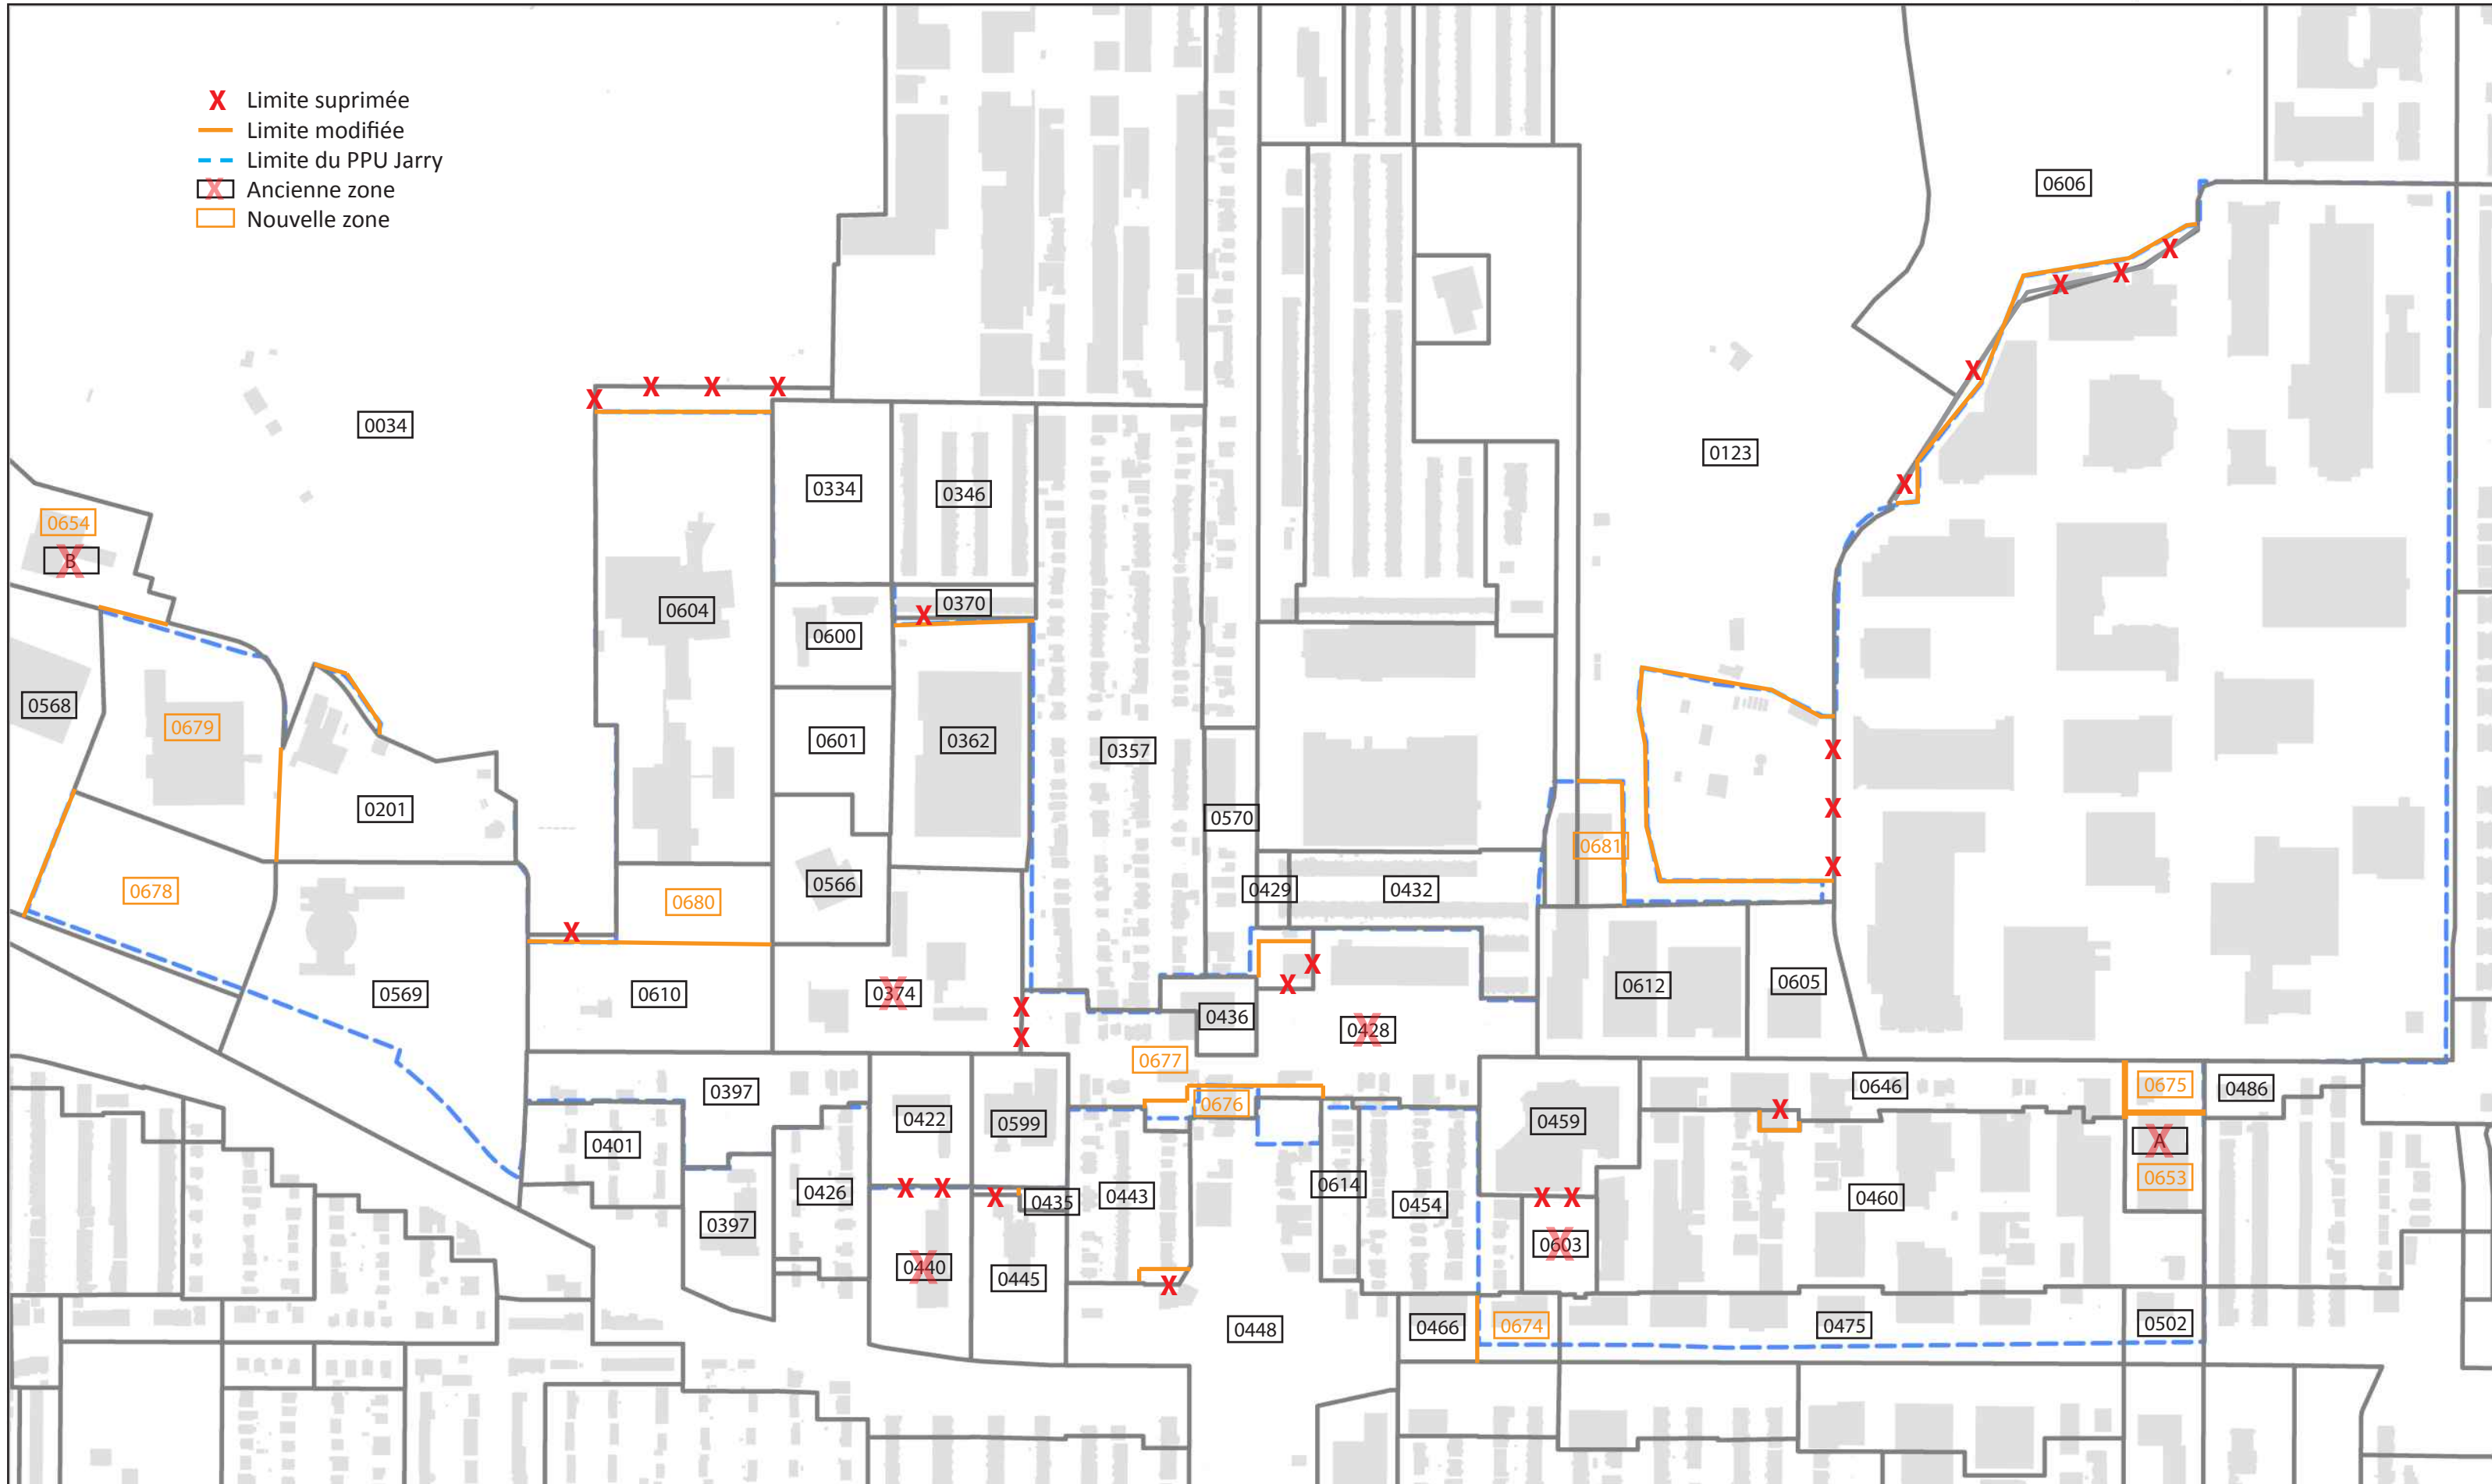 X Limite suprimée
Limite modifiée
Limite du PPU Jarry
X Ancienne zone
Nouvelle zone
0606
X
X
X
X
X X X X
0034
0123
X
0334
0346
0654
B
0604
0370
X
0600
0568
0679
0601
0362
0357
X
0201
0570
X
0681
X
0678
0680
0566
0429
0432
X
X
X
0569
0610
0374
0612
0605
X
X
0436
0428
0677
0397
0646
0675
0486
0422
0599
0676
0459
X
0401
A
0653
0426
X X X
0435
0443
0614
0454
X X
0460
0397
0440
0445
X
0603
0448
0466
0674
0475
0502